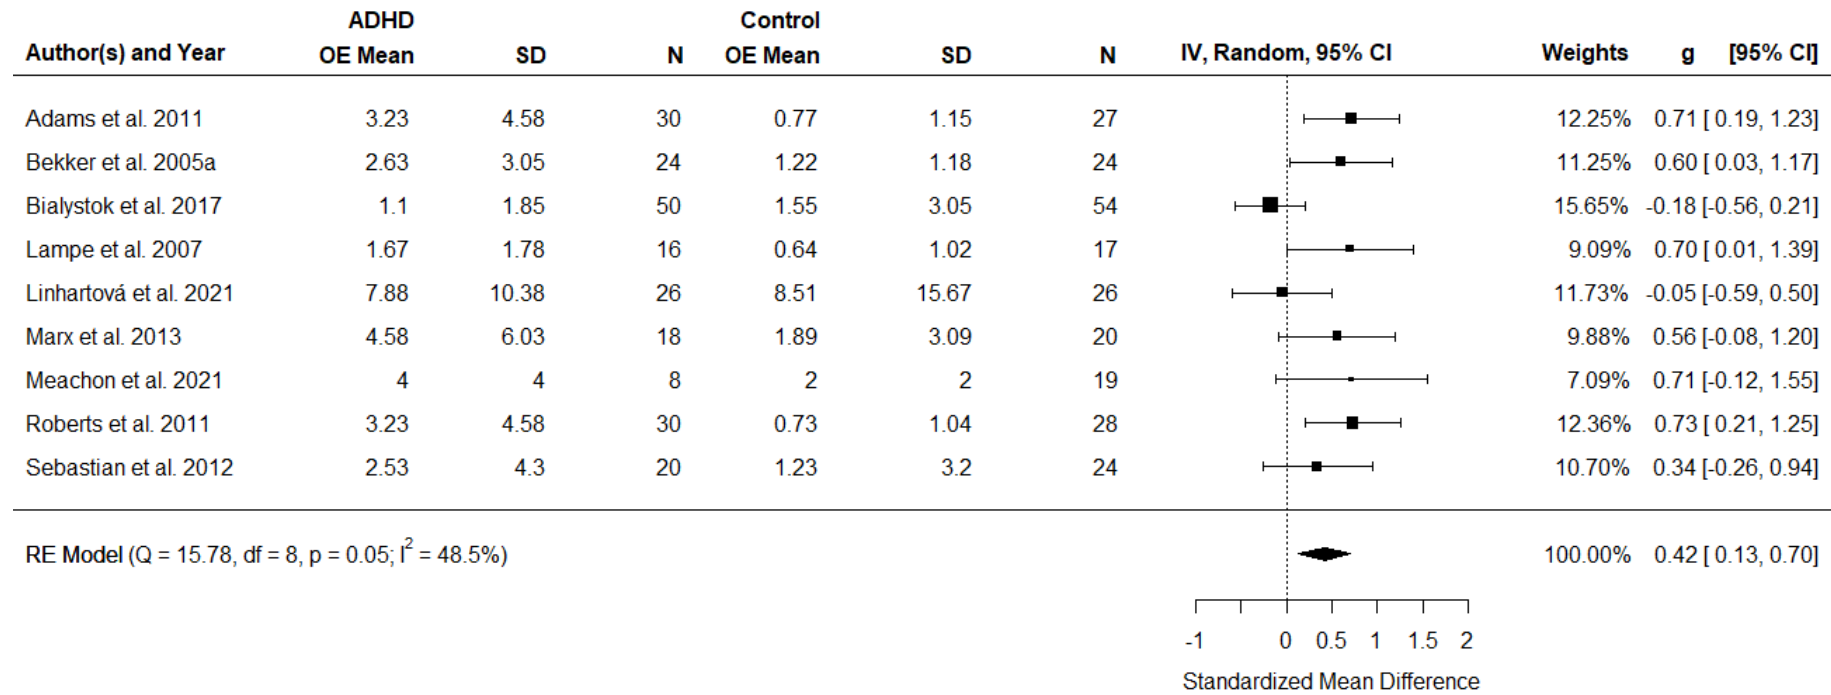 ADHD Control
Author(s) and Year OE Mean SD N OE Mean SD N IV, Random, 95% CI Weights g [95% CI]
Adams et al. 2011 3.23 4.58 30 0.77 1.15 27 12.25% 0.71 [ 0.19, 1.23]
Bekker et al. 2005a 2.63 3.05 24 1.22 1.18 24 11.25% 0.60 [ 0.03, 1.17]
Bialystok et al. 2017 1.1 1.85 50 1.55 3.05 54 15.65% -0.18 [-0.56, 0.21]
Lampe et al. 2007 1.67 1.78 16 0.64 1.02 17 9.09% 0.70 [ 0.01, 1.39]
Linhartová et al. 2021 7.88 10.38 26 8.51 15.67 26 11.73% -0.05 [-0.59, 0.50]
Marx et al. 2013 4.58 6.03 18 1.89 3.09 20 9.88% 0.56 [-0.08, 1.20]
Meachon et al. 2021 4 4 8 2 2 19 7.09% 0.71 [-0.12, 1.55]
Roberts et al. 2011 3.23 4.58 30 0.73 1.04 28 12.36% 0.73 [ 0.21, 1.25]
Sebastian et al. 2012 2.53 4.3 20 1.23 3.2 24 10.70% 0.34 [-0.26, 0.94]
RE Model (Q = 15.78, df = 8, p = 0.05; I² = 48.5%) 100.00% 0.42 [ 0.13, 0.70]
-1 0 0.5 1 1.5 2
Standardized Mean Difference